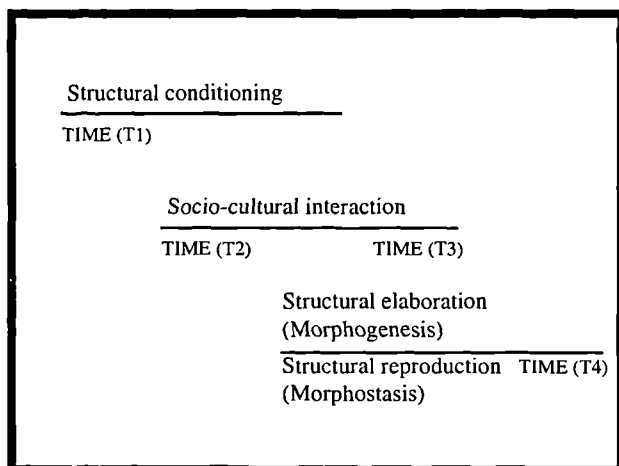 Structural conditioning
TIME (T1)
Socio-cultural interaction
TIME (T2) TIME (T3)
Structural elaboration
(Morphogenesis)
Structural reproduction TIME (T4)
(Morphostasis)